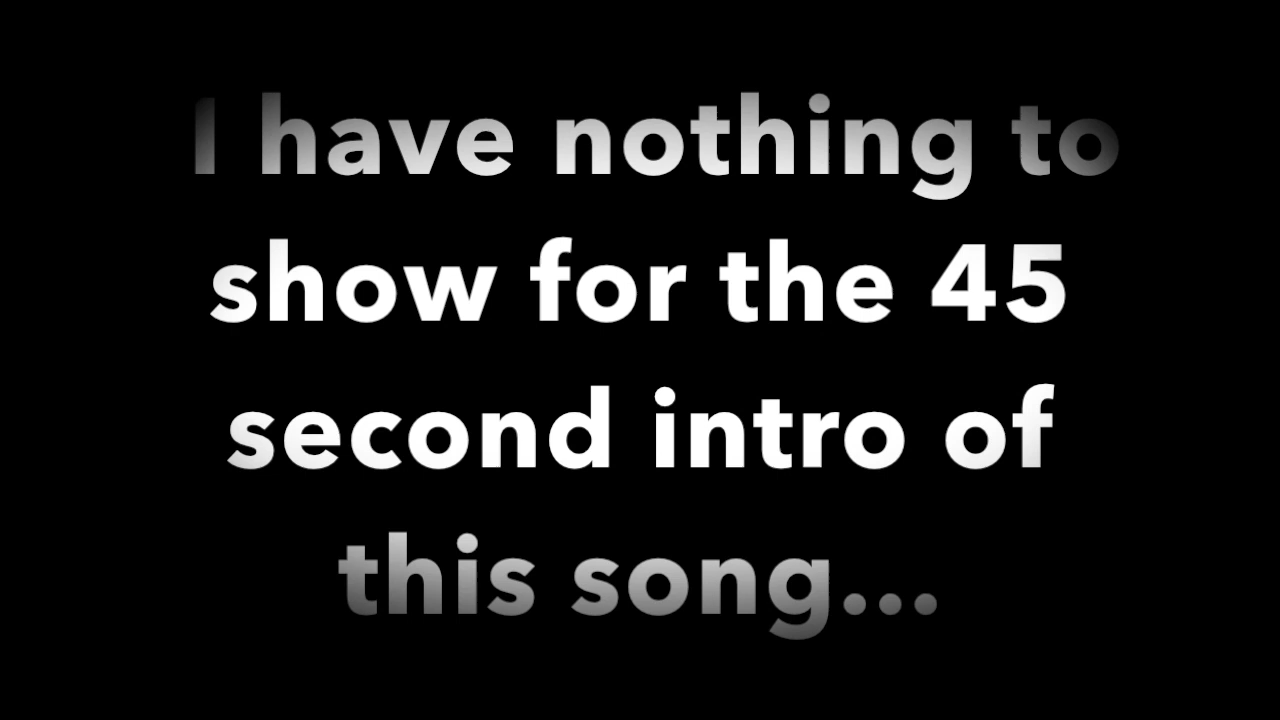 I have nothing to
show for the 45
second intro of
this song...